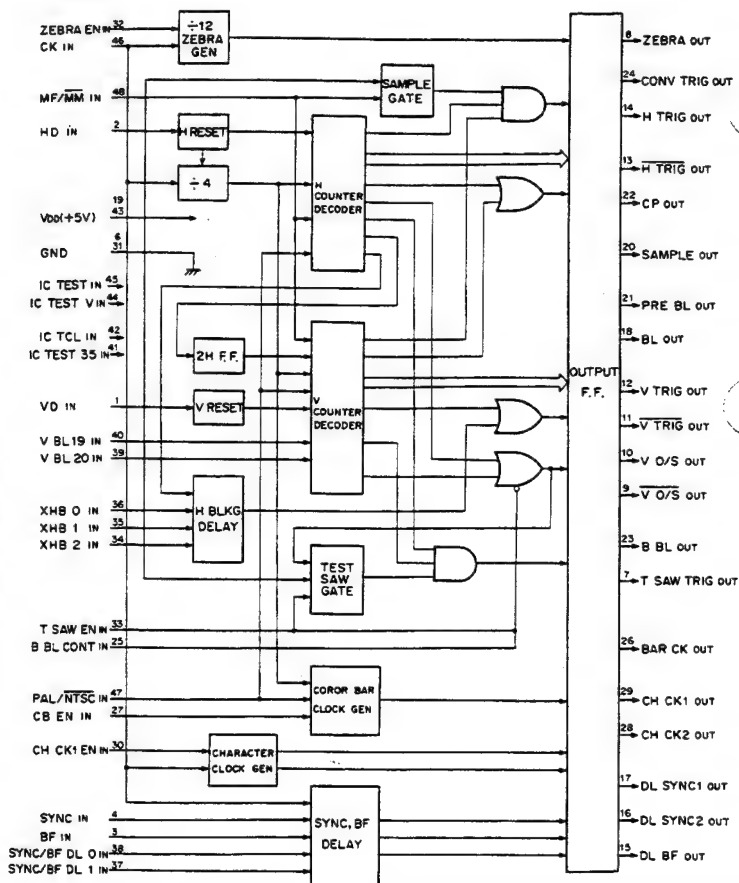 ZEBRA EN IN 32
CK IN 46
÷12
ZEBRA
GEN
MF/M̅M̅ IN 48
SAMPLE
GATE
HD IN 2
H RESET
÷4
H
COUNTER
DECODER
19
VDD(+5V) 43
6
GND 31
IC TEST IN 45
IC TEST V IN 44
IC TCL IN 42
IC TEST 35 IN 41
2H F.F.
VD IN 1
V RESET
V
COUNTER
DECODER
V BL19 IN 40
V BL 20 IN 39
XHB 0 IN 36
XHB 1 IN 35
XHB 2 IN 34
H BLKG
DELAY
TEST
SAW
GATE
T SAW EN IN 33
B BL CONT IN 25
PAL/N̅T̅S̅C̅ IN 47
CB EN IN 27
COROR BAR
CLOCK GEN
CH CK1 EN IN 30
CHARACTER
CLOCK GEN
SYNC IN 4
BF IN 3
SYNC/BF DL 0 IN 38
SYNC/BF DL 1 IN 37
SYNC, BF
DELAY
OUTPUT
F.F.
8 ZEBRA OUT
24 CONV TRIG OUT
14 H TRIG OUT
13 H̅ ̅T̅R̅I̅G̅ OUT
22 CP OUT
20 SAMPLE OUT
21 PRE BL OUT
18 BL OUT
12 V TRIG OUT
11 V̅ ̅T̅R̅I̅G̅ OUT
10 V O/S OUT
9 V̅ ̅O̅/̅S̅ OUT
23 B BL OUT
7 T SAW TRIG OUT
26 BAR CK OUT
29 CH CK1 OUT
28 CH CK2 OUT
17 DL SYNC1 OUT
16 DL SYNC2 OUT
15 DL BF OUT